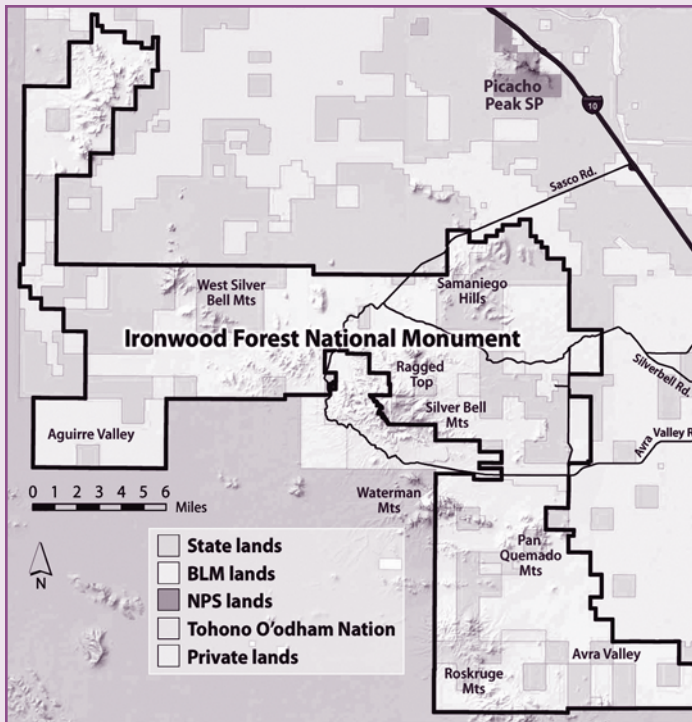 Picacho
Peak SP
10
Sasco Rd.
West Silver
Bell Mts
Samaniego
Hills
Ironwood Forest National Monument
Ragged
Top
Silverbell Rd.
Silver Bell
Mts
Aguirre Valley
Avra Valley R
0 1 2 3 4 5 6
Miles
Waterman
Mts
N
State lands
BLM lands
NPS lands
Tohono O'odham Nation
Private lands
Pan
Quemado
Mts
Avra Valley
Roskruge
Mts